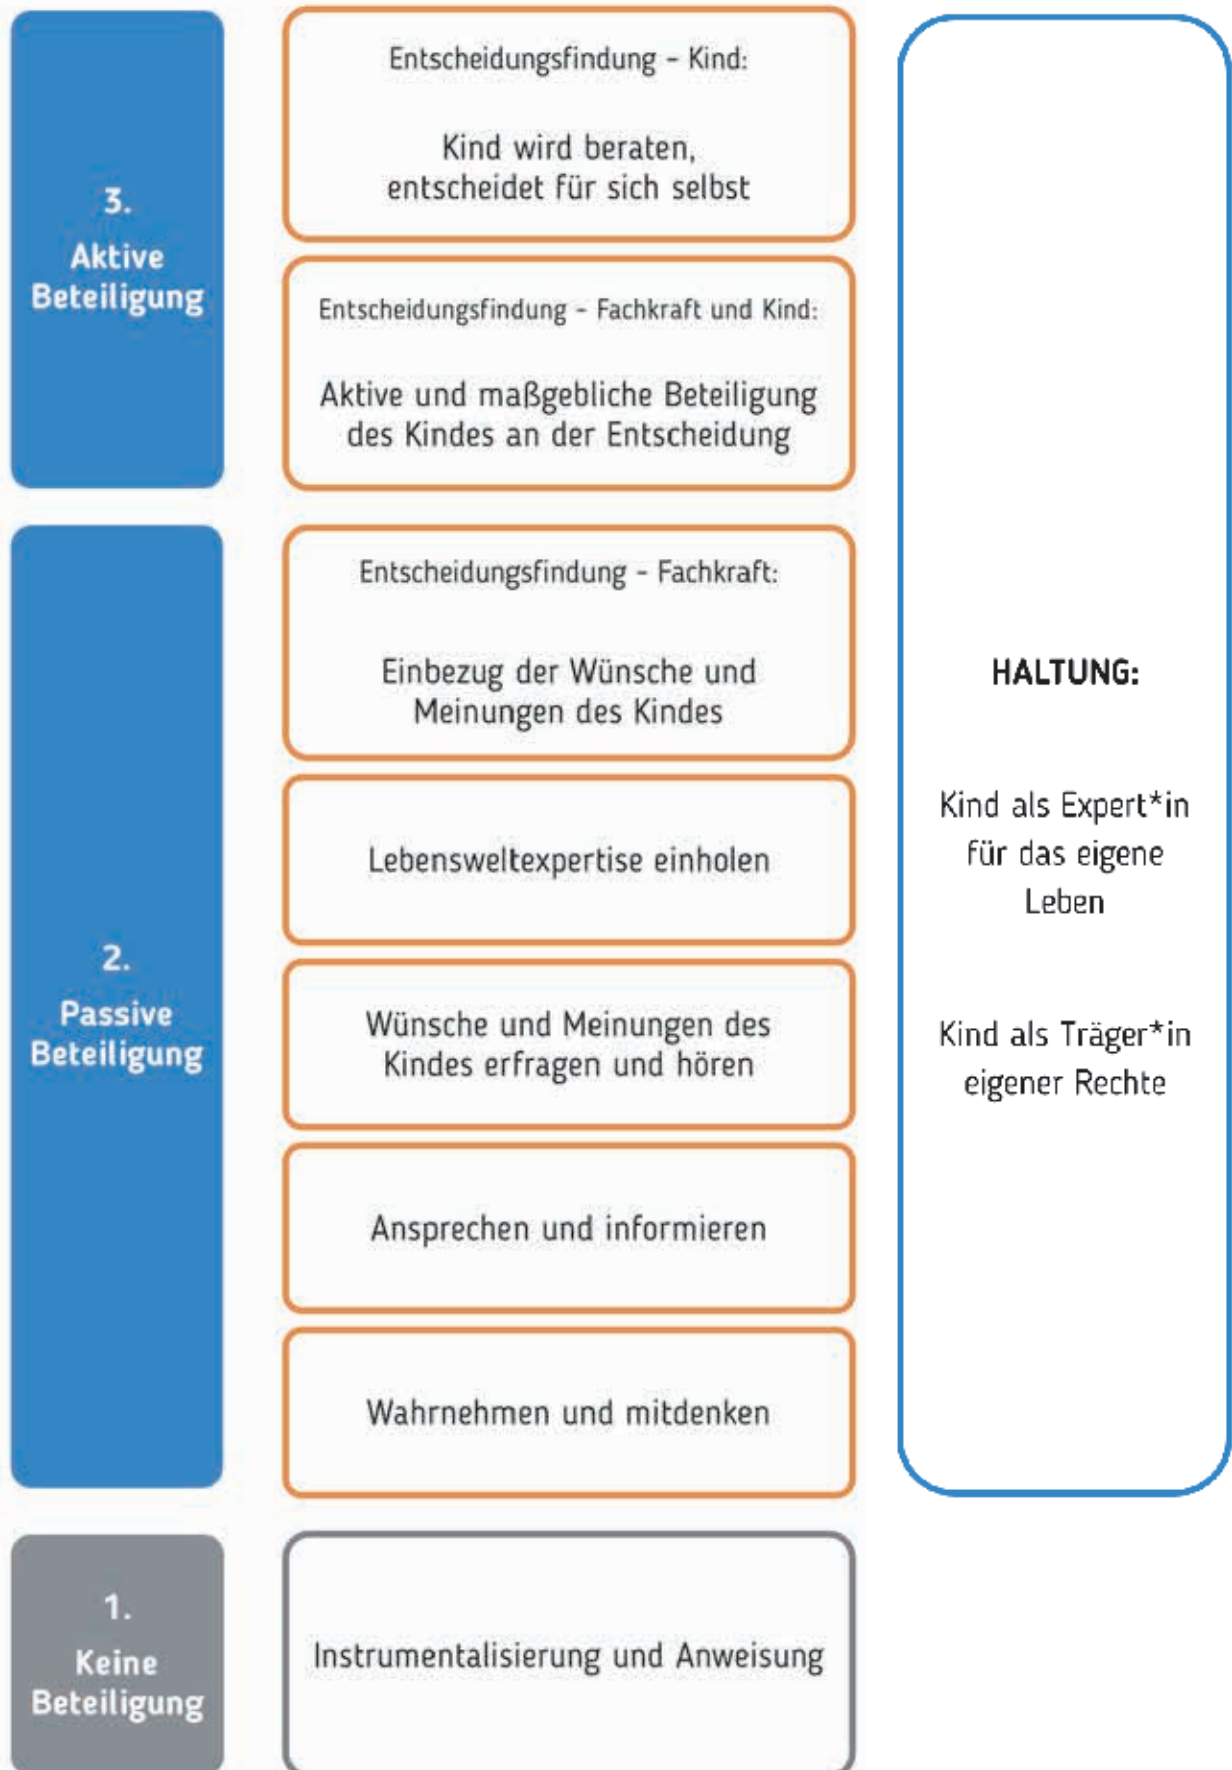 3.
Aktive
Beteiligung
Entscheidungsfindung – Kind:
Kind wird beraten,
entscheidet für sich selbst
Entscheidungsfindung – Fachkraft und Kind:
Aktive und maßgebliche Beteiligung
des Kindes an der Entscheidung
2.
Passive
Beteiligung
Entscheidungsfindung – Fachkraft:
Einbezug der Wünsche und
Meinungen des Kindes
Lebensweltexpertise einholen
Wünsche und Meinungen des
Kindes erfragen und hören
Ansprechen und informieren
Wahrnehmen und mitdenken
1.
Keine
Beteiligung
Instrumentalisierung und Anweisung
HALTUNG:
Kind als Expert*in
für das eigene
Leben
Kind als Träger*in
eigener Rechte